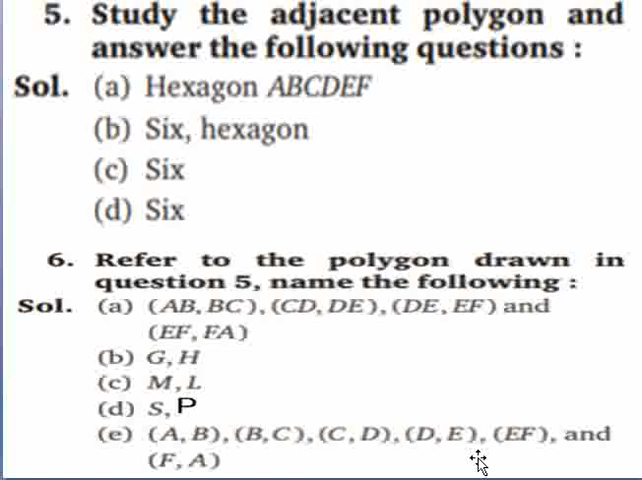 5. Study the adjacent polygon and
answer the following questions :
Sol. (a) Hexagon ABCDEF
(b) Six, hexagon
(c) Six
(d) Six
6. Refer to the polygon drawn in
question 5, name the following :
Sol. (a) (AB, BC), (CD, DE), (DE, EF) and
(EF, FA)
(b) G, H
(c) M, L
(d) S, P
(e) (A, B), (B, C), (C, D), (D, E), (EF), and
(F, A)